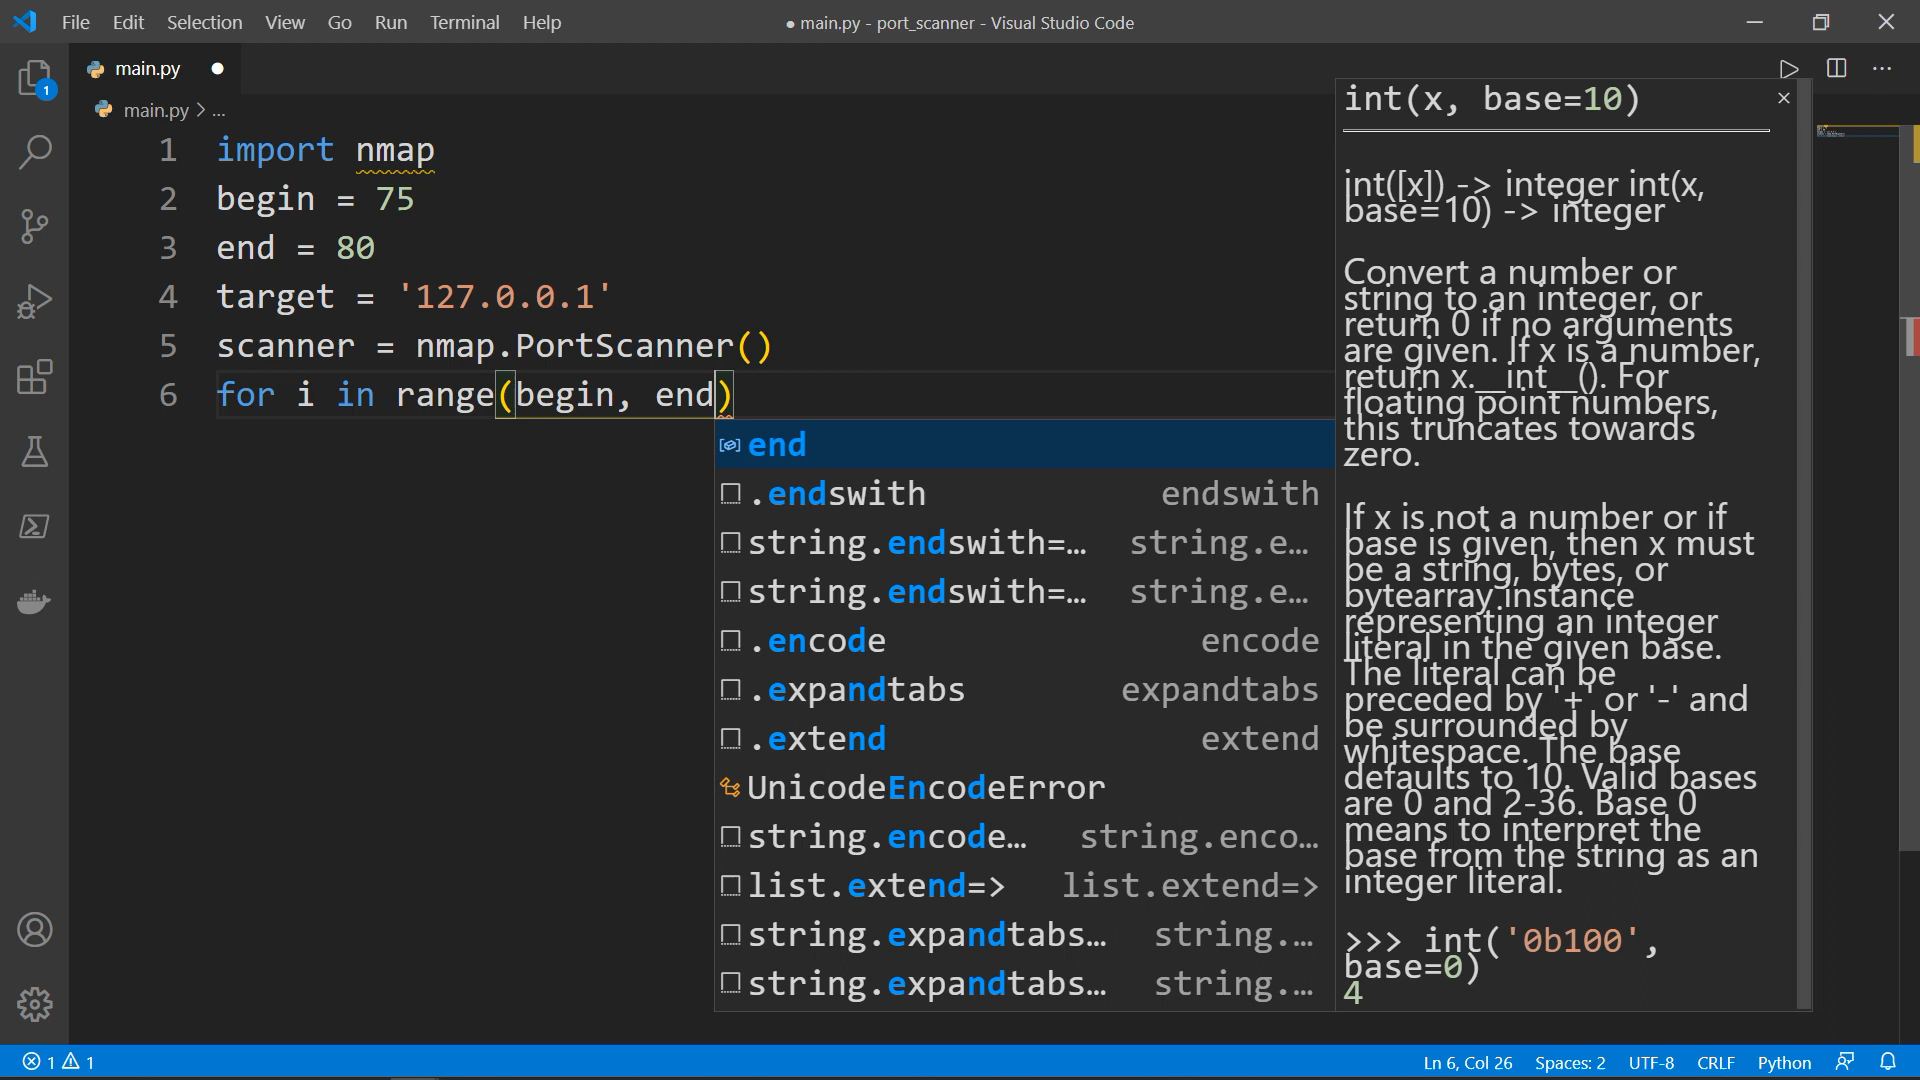 File Edit Selection View Go Run Terminal Help
● main.py - port_scanner - Visual Studio Code
main.py
main.py > ...
1
1 import nmap
2 begin = 75
3 end = 80
4 target = '127.0.0.1'
5 scanner = nmap.PortScanner()
6 for i in range(begin, end)
end
.endswith endswith
string.endswith=… string.e…
string.endswith=… string.e…
.encode encode
.expandtabs expandtabs
.extend extend
UnicodeEncodeError
string.encode… string.enco…
list.extend=> list.extend=>
string.expandtabs… string.…
string.expandtabs… string.…
int(x, base=10)
int([x]) -> integer int(x,
base=10) -> integer
Convert a number or
string to an integer, or
return 0 if no arguments
are given. If x is a number,
return x.__int__(). For
floating point numbers,
this truncates towards
zero.
If x is not a number or if
base is given, then x must
be a string, bytes, or
bytearray instance
representing an integer
literal in the given base.
The literal can be
preceded by '+' or '-' and
be surrounded by
whitespace. The base
defaults to 10. Valid bases
are 0 and 2-36. Base 0
means to interpret the
base from the string as an
integer literal.
>>> int('0b100',
base=0)
4
1 1
Ln 6, Col 26 Spaces: 2 UTF-8 CRLF Python